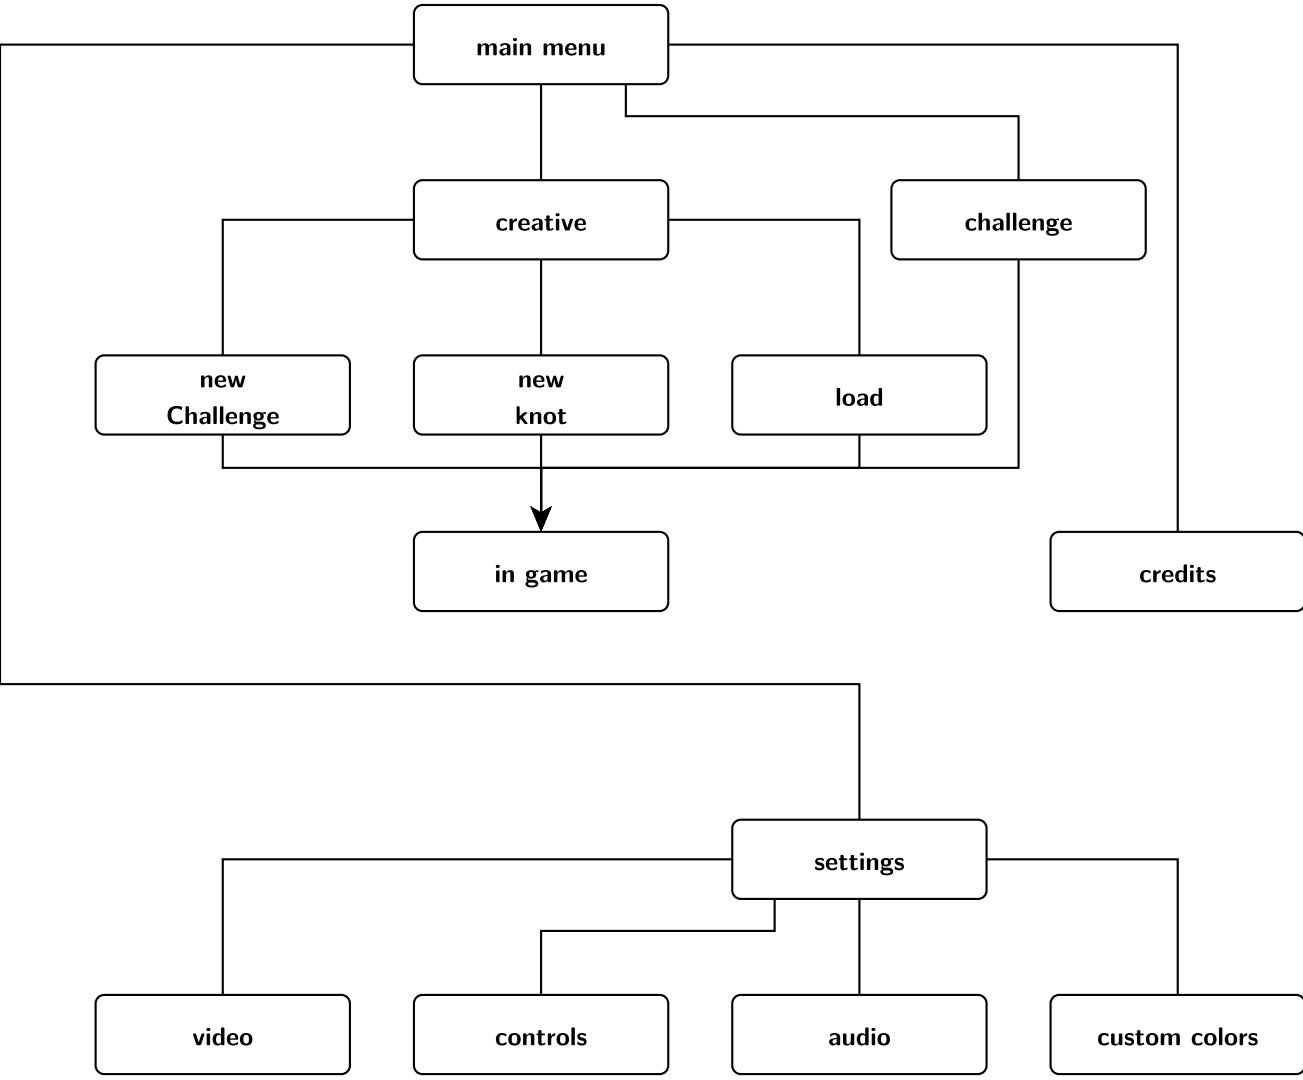 main menu
creative
challenge
new
Challenge
new
knot
load
in game
credits
settings
video
controls
audio
custom colors